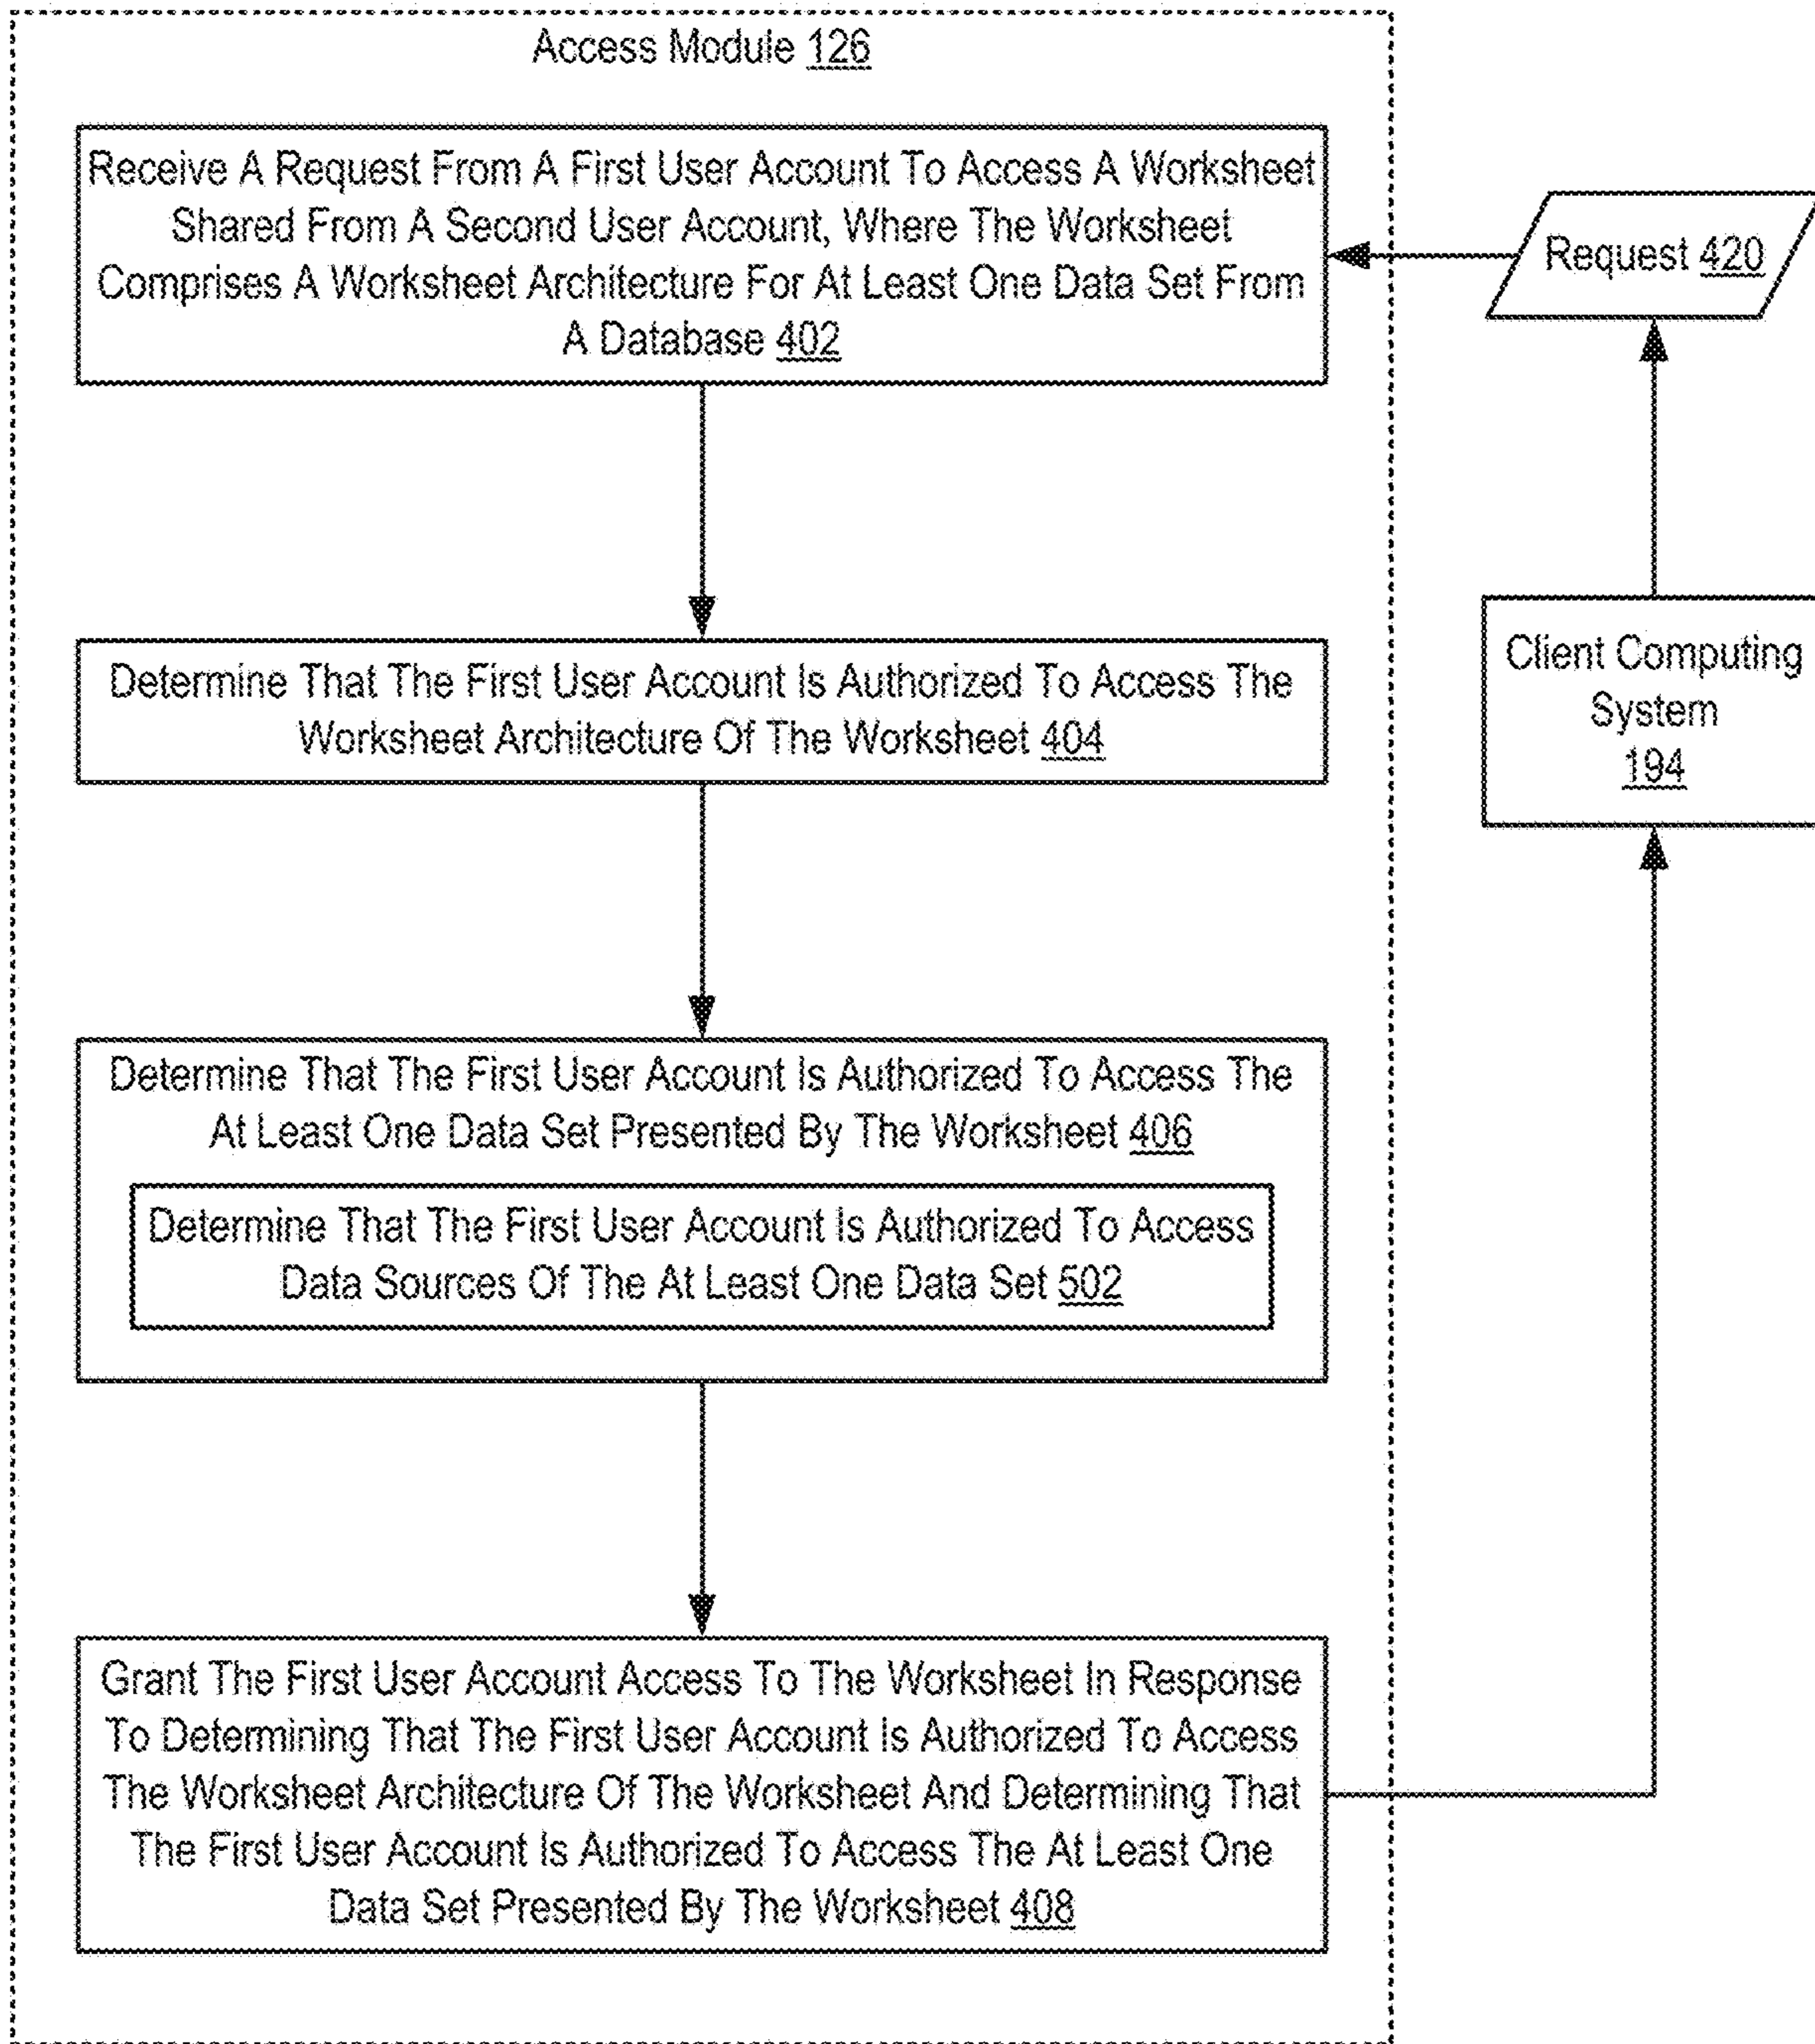 Access Module 126
Receive A Request From A First User Account To Access A Worksheet
Shared From A Second User Account, Where The Worksheet
Comprises A Worksheet Architecture For At Least One Data Set From
A Database 402
Request 420
Determine That The First User Account Is Authorized To Access The
Worksheet Architecture Of The Worksheet 404
Client Computing
System
194
Determine That The First User Account Is Authorized To Access The
At Least One Data Set Presented By The Worksheet 406
Determine That The First User Account Is Authorized To Access
Data Sources Of The At Least One Data Set 502
Grant The First User Account Access To The Worksheet In Response
To Determining That The First User Account Is Authorized To Access
The Worksheet Architecture Of The Worksheet And Determining That
The First User Account Is Authorized To Access The At Least One
Data Set Presented By The Worksheet 408